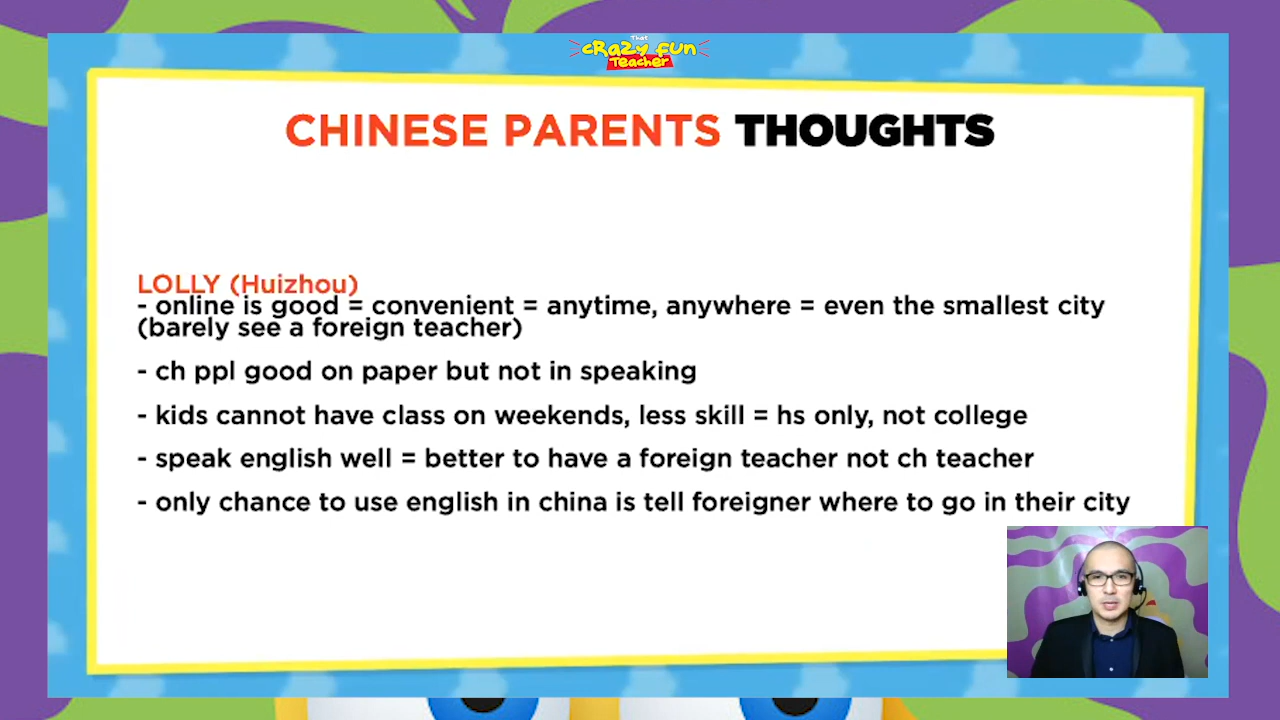 That
cRaZy fun
Teacher
CHINESE PARENTS THOUGHTS
LOLLY (Huizhou)
- online is good = convenient = anytime, anywhere = even the smallest city
(barely see a foreign teacher)
- ch ppl good on paper but not in speaking
- kids cannot have class on weekends, less skill = hs only, not college
- speak english well = better to have a foreign teacher not ch teacher
- only chance to use english in china is tell foreigner where to go in their city